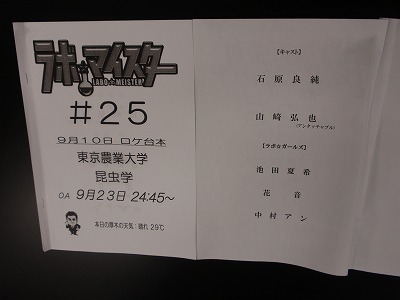 ラボ☆マイスター
LABO☆MEISTER
#25
9月10日 ロケ台本
東京農業大学
昆虫学
OA 9月23日 24:45~
本日の厚木の天気:晴れ 29℃
【キャスト】
石原良純
山崎弘也
(アンタッチャブル)
【ラボ☆ガールズ】
池田夏希
花音
中村アン